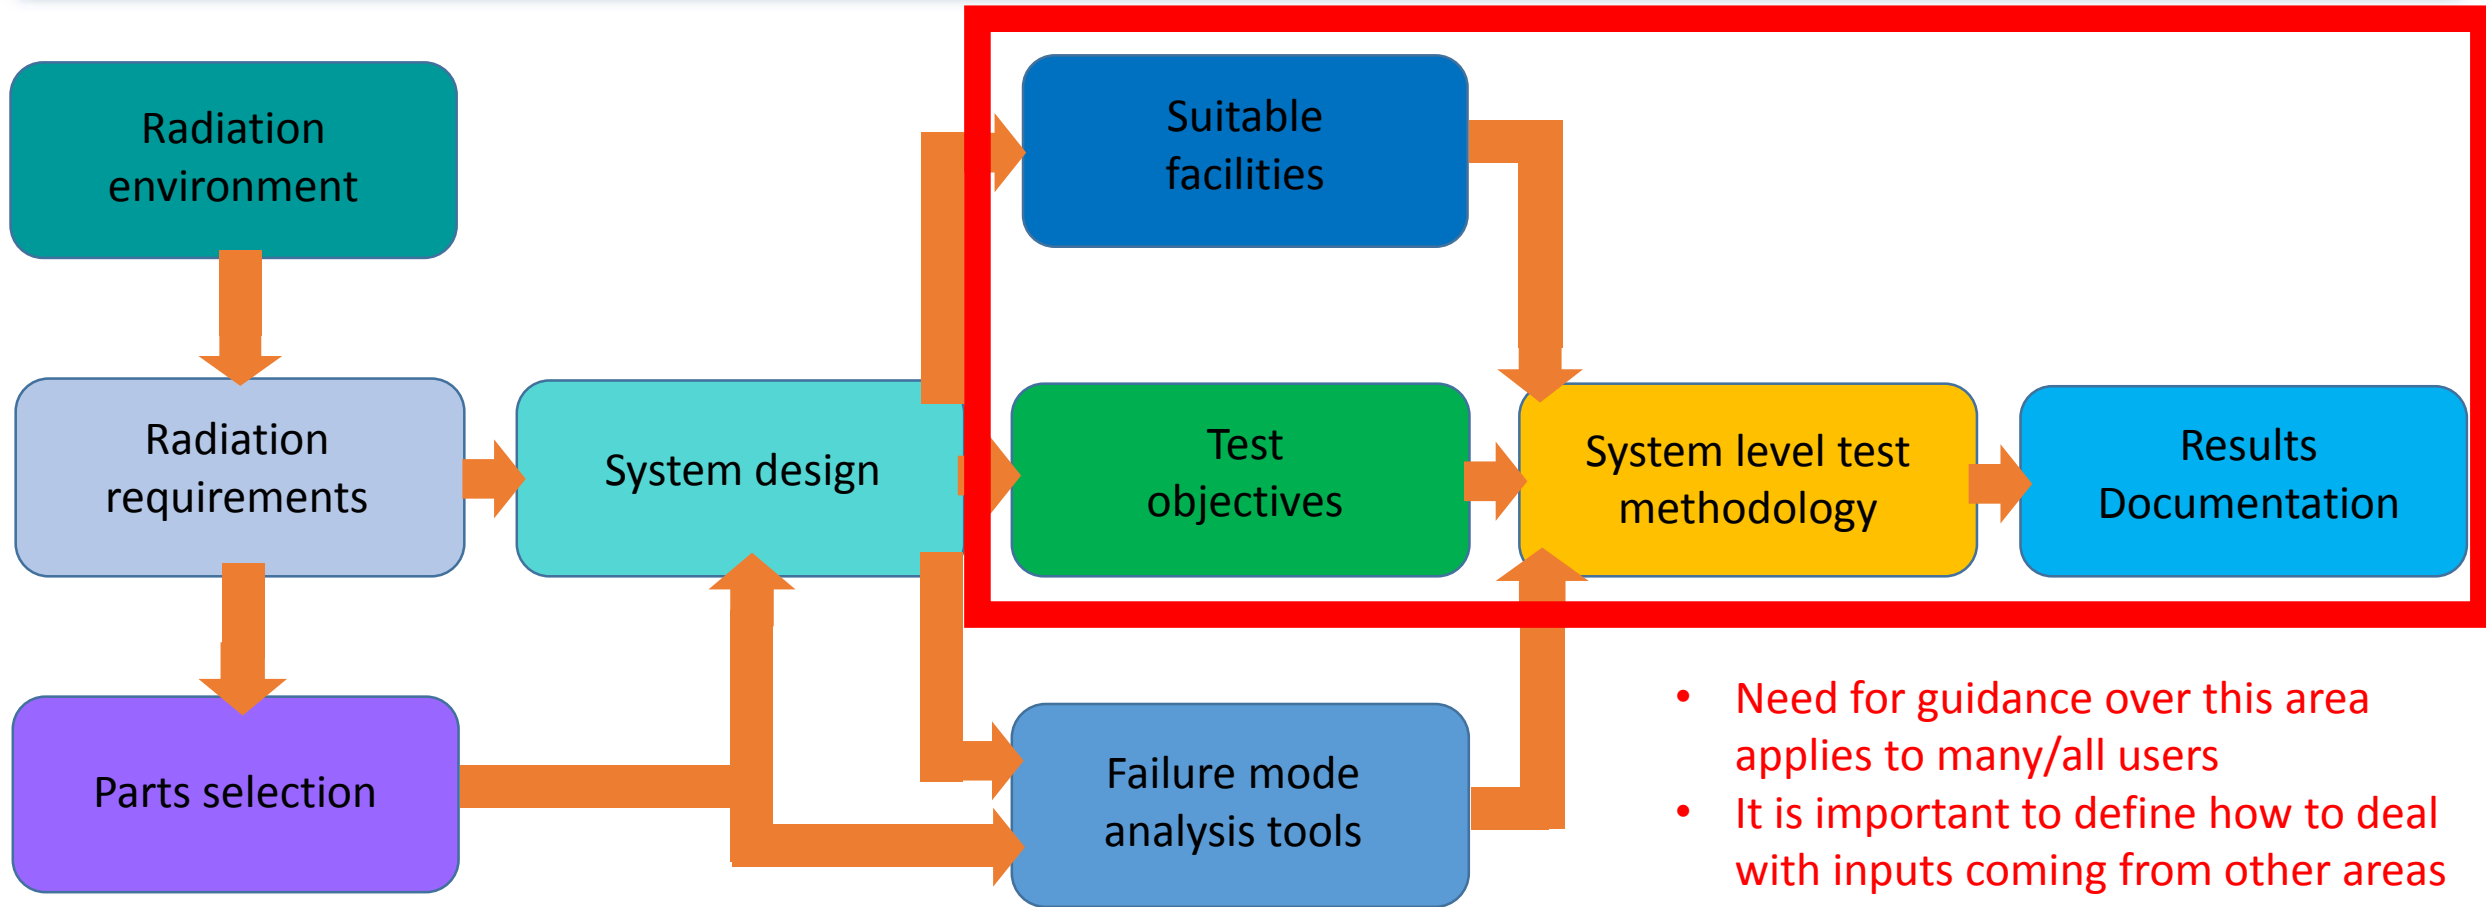 Radiation
environment
Suitable
facilities
Radiation
requirements
System design
Test
objectives
System level test
methodology
Results
Documentation
Parts selection
Failure mode
analysis tools
• Need for guidance over this area
applies to many/all users
• It is important to define how to deal
with inputs coming from other areas